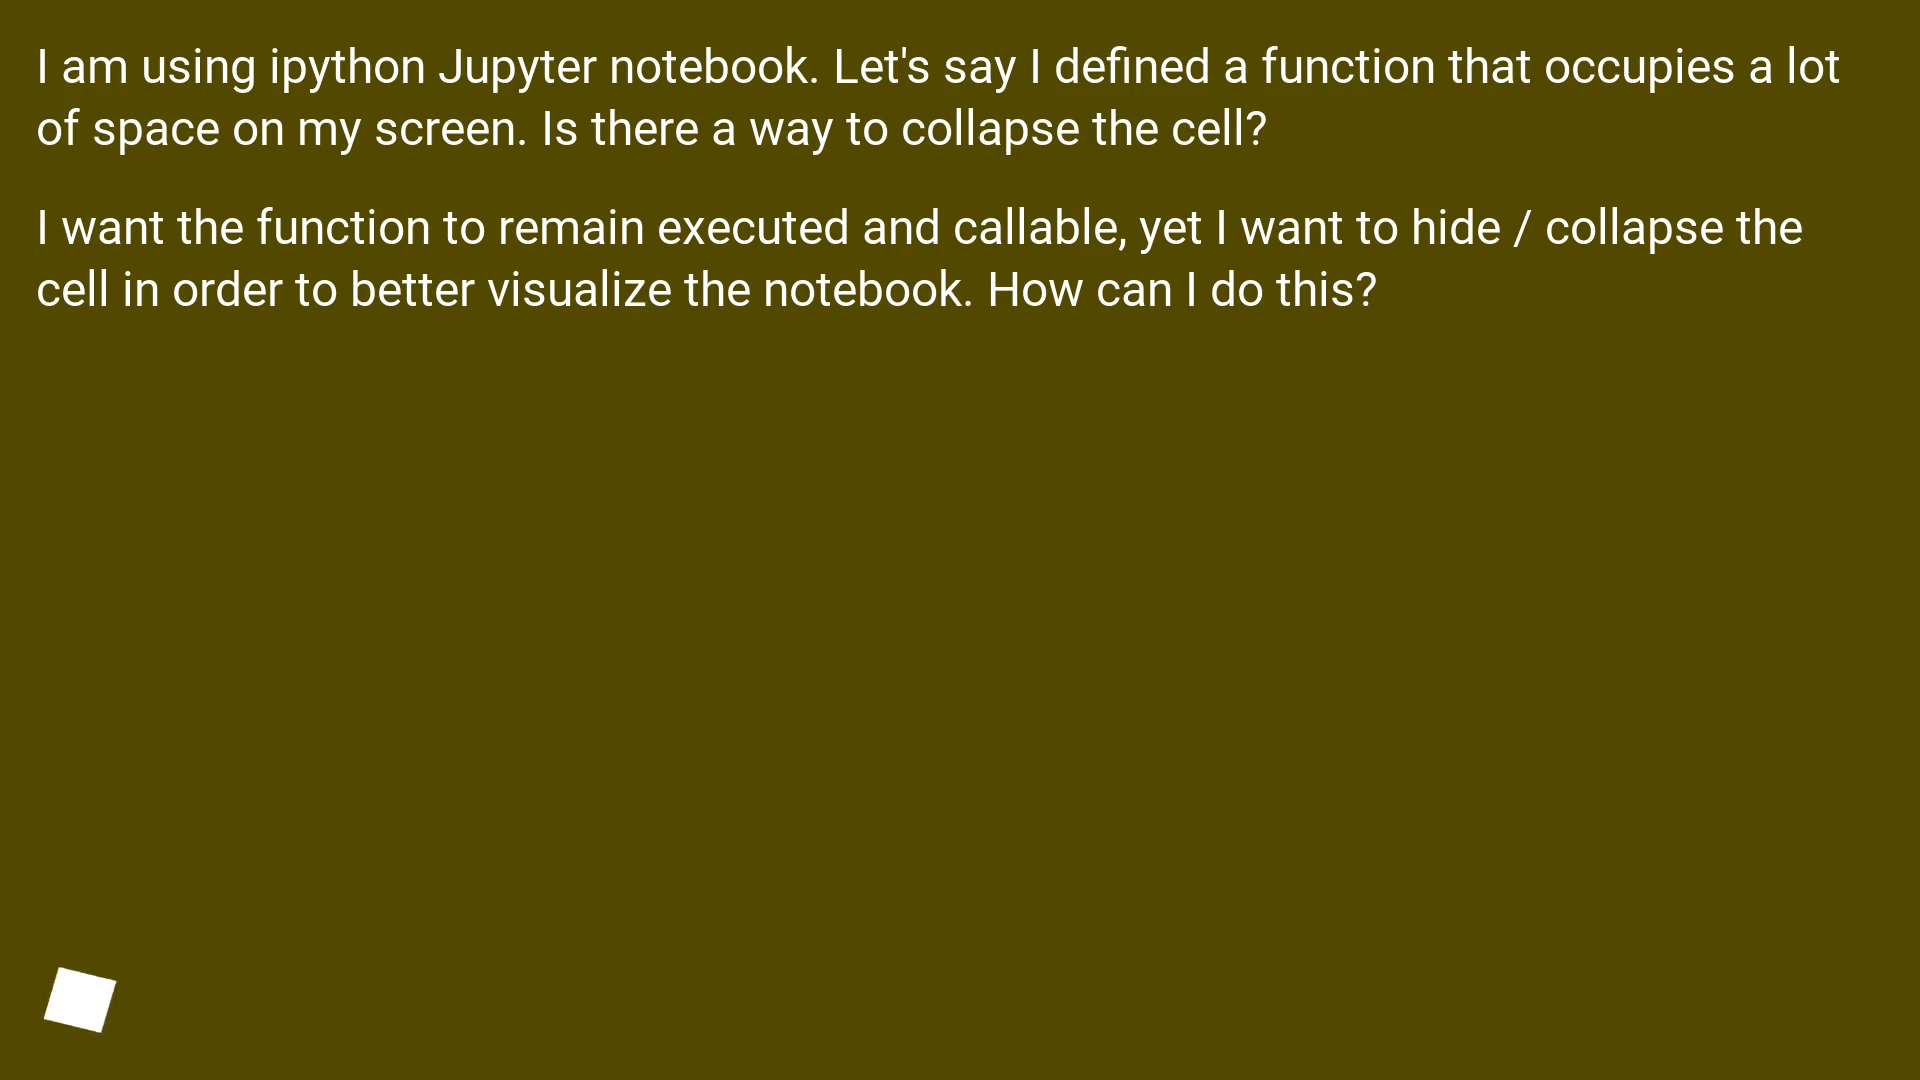 I am using ipython Jupyter notebook. Let's say I defined a function that occupies a lot
of space on my screen. Is there a way to collapse the cell?
I want the function to remain executed and callable, yet I want to hide / collapse the
cell in order to better visualize the notebook. How can I do this?